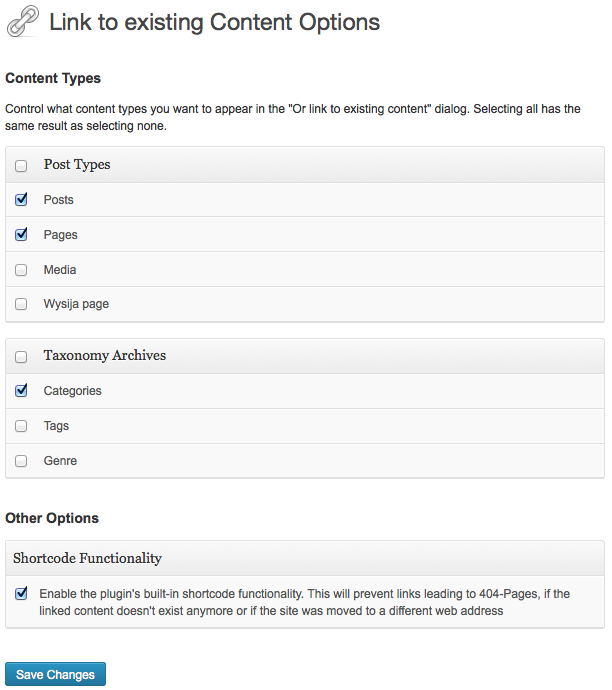 Link to existing Content Options
Content Types
Control what content types you want to appear in the "Or link to existing content" dialog. Selecting all has the
same result as selecting none.
Post Types
Posts
Pages
Media
Wysija page
Taxonomy Archives
Categories
Tags
Genre
Other Options
Shortcode Functionality
Enable the plugin's built-in shortcode functionality. This will prevent links leading to 404-Pages, if the
linked content doesn't exist anymore or if the site was moved to a different web address
Save Changes